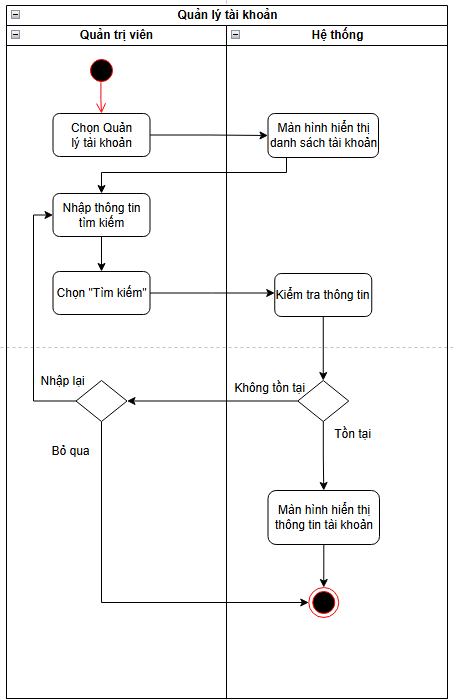 Quản lý tài khoản
Quản trị viên
Hệ thống
Chọn Quản
lý tài khoản
Màn hình hiển thị
danh sách tài khoản
Nhập thông tin
tìm kiếm
Chọn "Tìm kiếm"
Kiểm tra thông tin
Nhập lại
Không tồn tại
Tồn tại
Bỏ qua
Màn hình hiển thị
thông tin tài khoản